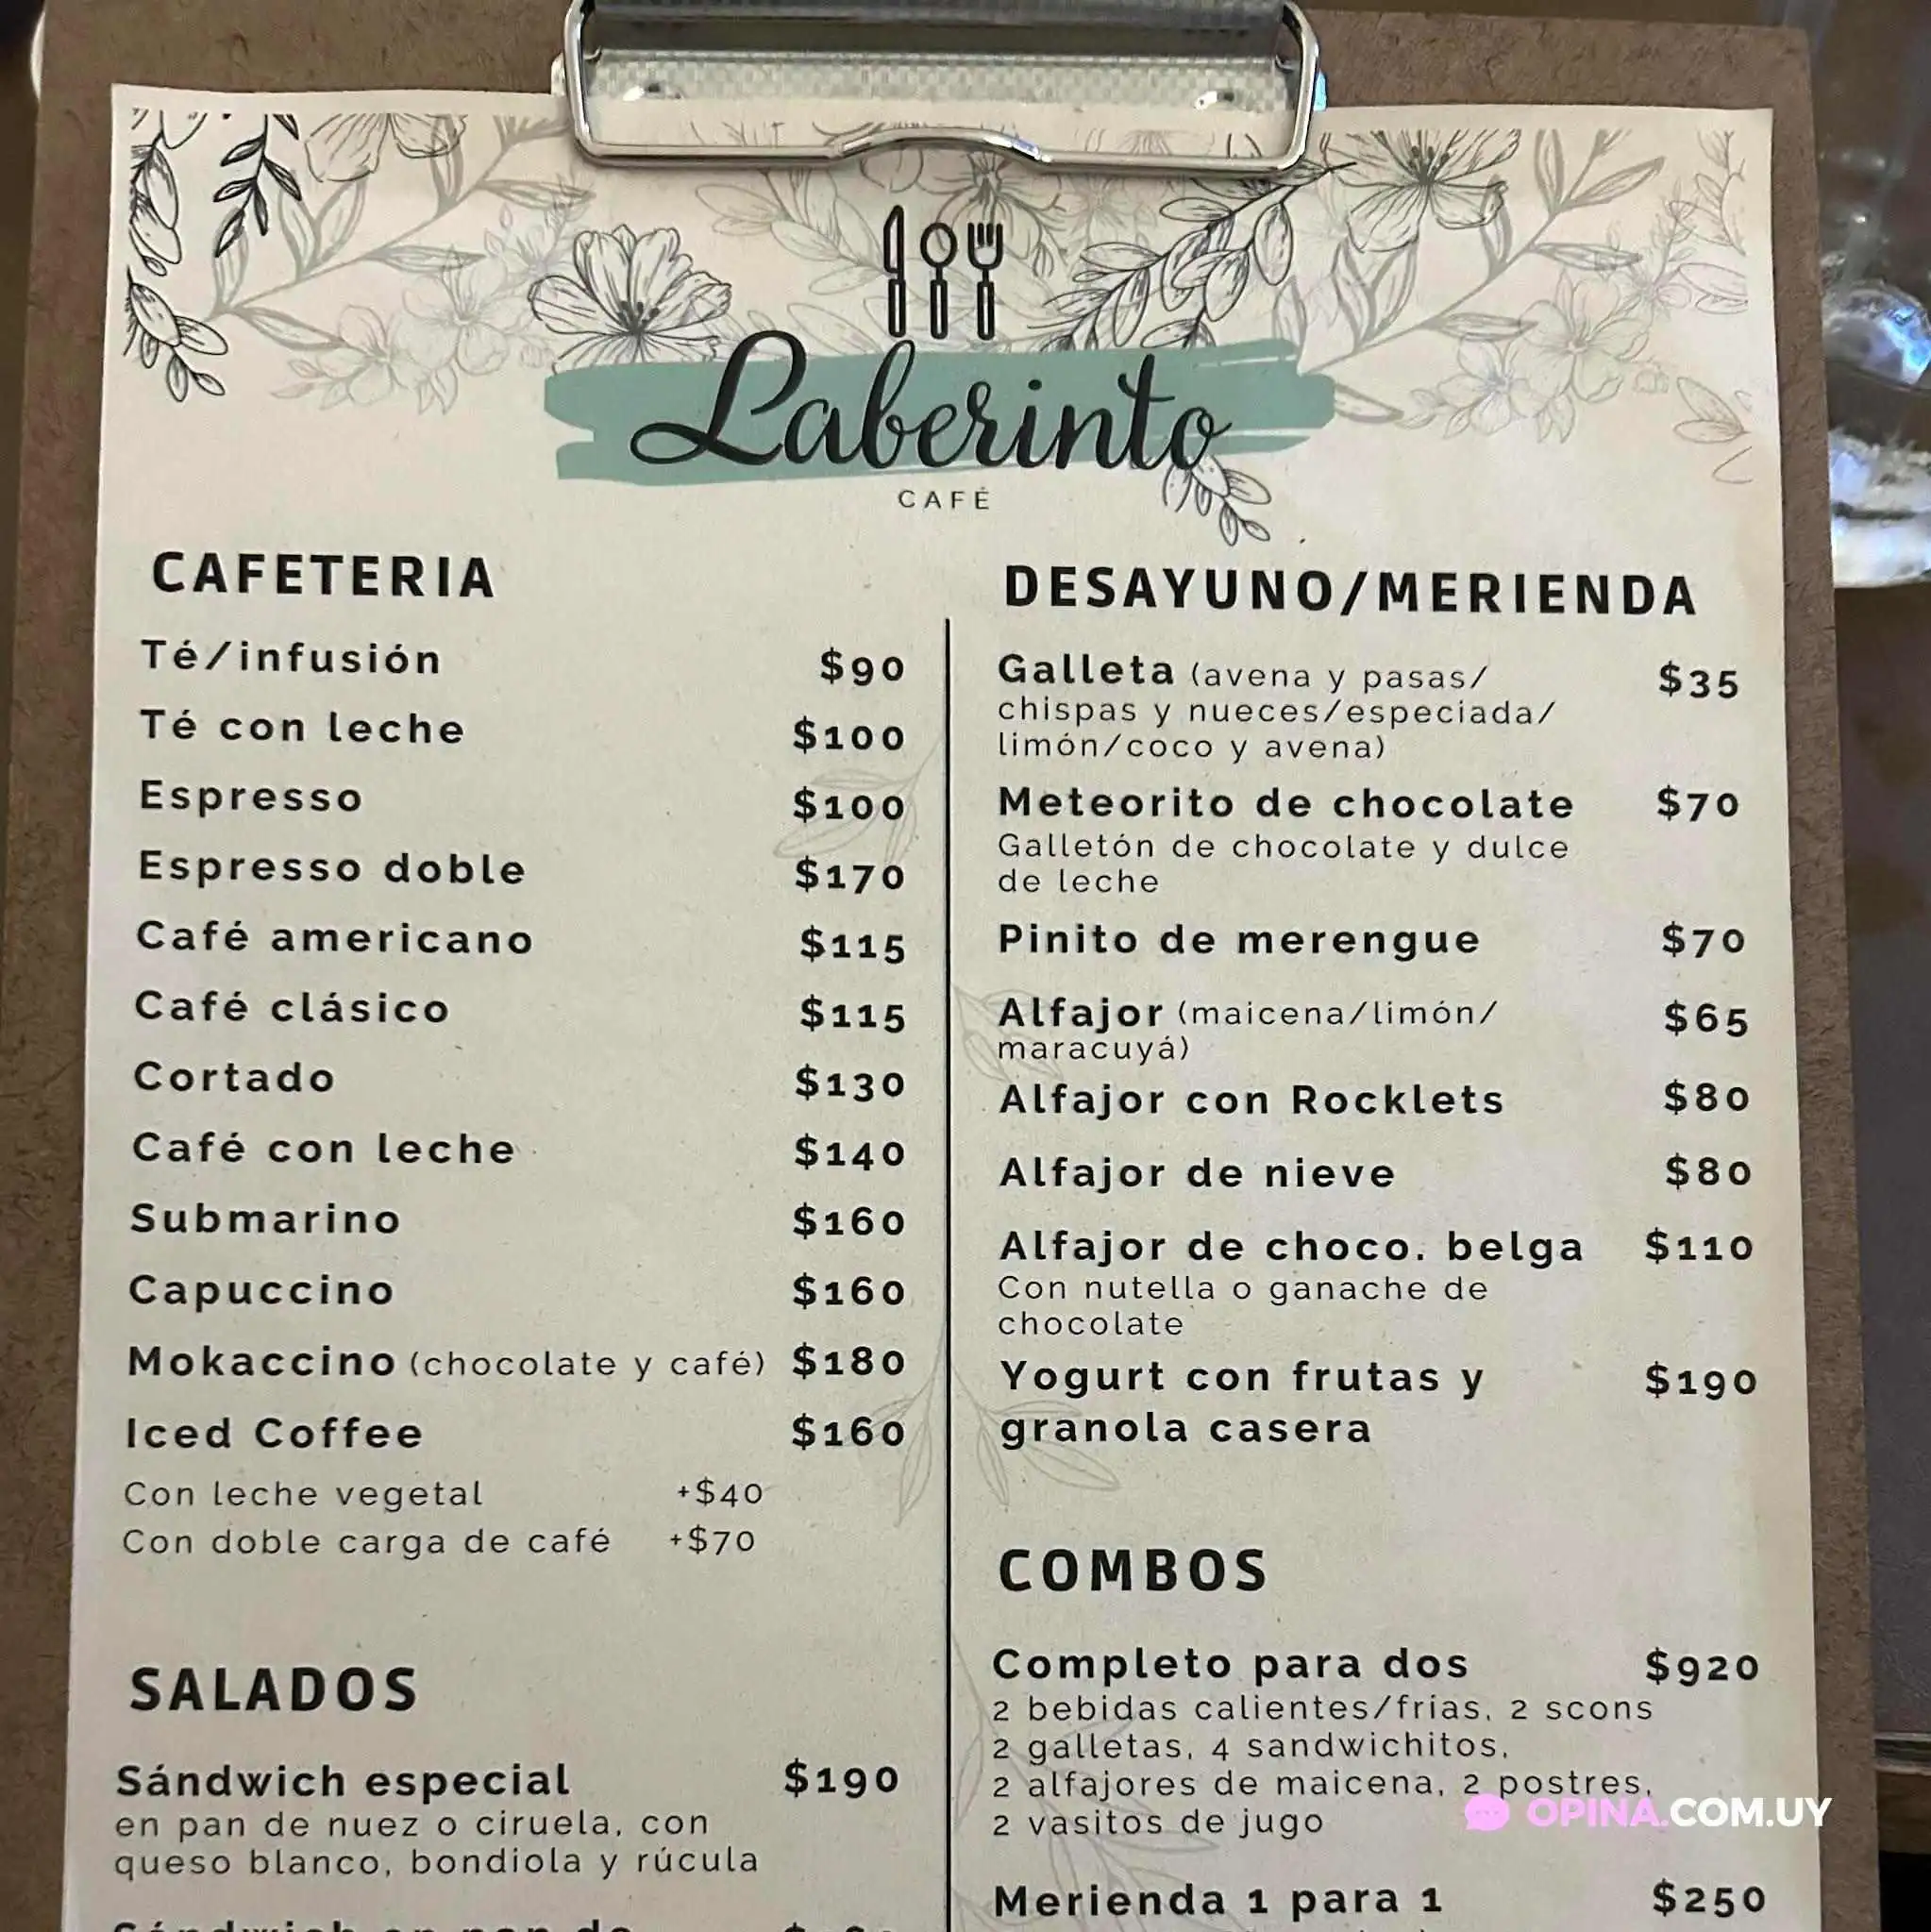 Laberinto
CAFÉ
CAFETERIA
Té/infusión $90
Té con leche $100
Espresso $100
Espresso doble $170
Café americano $115
Café clásico $115
Cortado $130
Café con leche $140
Submarino $160
Capuccino $160
Mokaccino (chocolate y café) $180
Iced Coffee $160
Con leche vegetal +$40
Con doble carga de café +$70
SALADOS
Sándwich especial $190
en pan de nuez o ciruela, con
queso blanco, bondiola y rúcula
Sándwich en pan de
DESAYUNO/MERIENDA
Galleta (avena y pasas/ $35
chispas y nueces/especiada/
limón/coco y avena)
Meteorito de chocolate $70
Galletón de chocolate y dulce
de leche
Pinito de merengue $70
Alfajor (maicena/limón/ $65
maracuyá)
Alfajor con Rocklets $80
Alfajor de nieve $80
Alfajor de choco. belga $110
Con nutella o ganache de
chocolate
Yogurt con frutas y $190
granola casera
COMBOS
Completo para dos $920
2 bebidas calientes/frías, 2 scons
2 galletas, 4 sandwichitos,
2 alfajores de maicena, 2 postres,
2 vasitos de jugo
Merienda 1 para 1 $250
OPINA.COM.UY